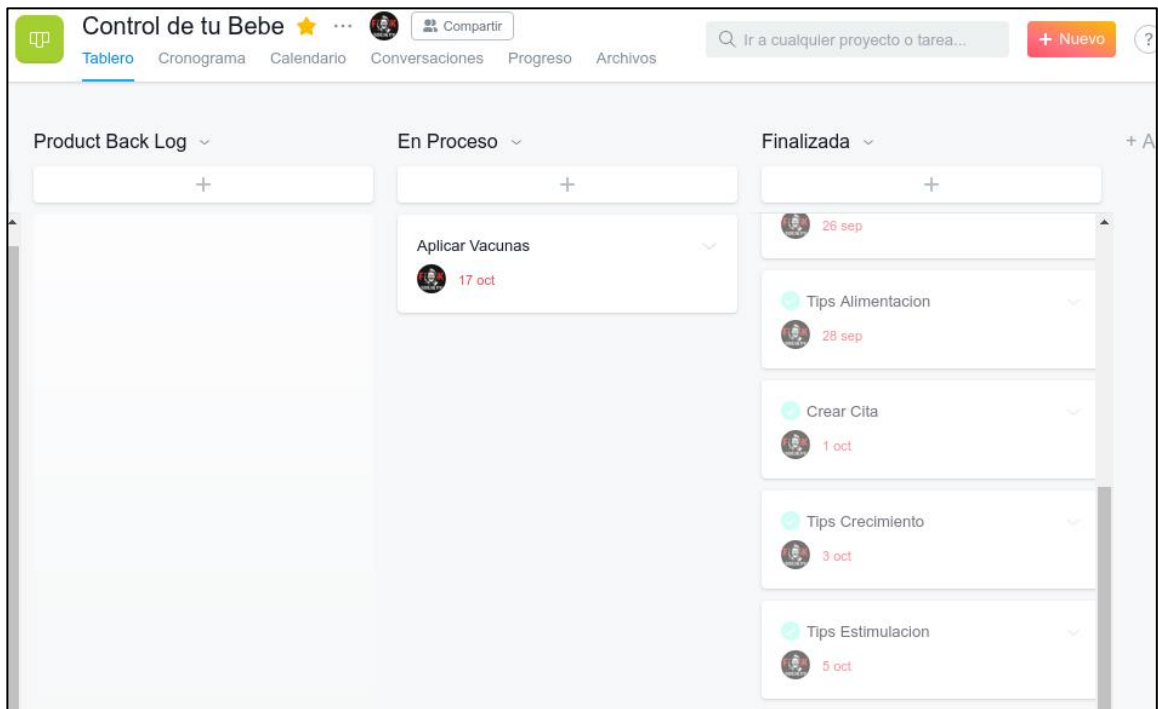 Control de tu Bebe
Compartir
Ir a cualquier proyecto o tarea...
+ Nuevo
?
Tablero
Cronograma
Calendario
Conversaciones
Progreso
Archivos
Product Back Log
En Proceso
Finalizada
+ A
+
+
+
Aplicar Vacunas
17 oct
26 sep
Tips Alimentacion
28 sep
Crear Cita
1 oct
Tips Crecimiento
3 oct
Tips Estimulacion
5 oct